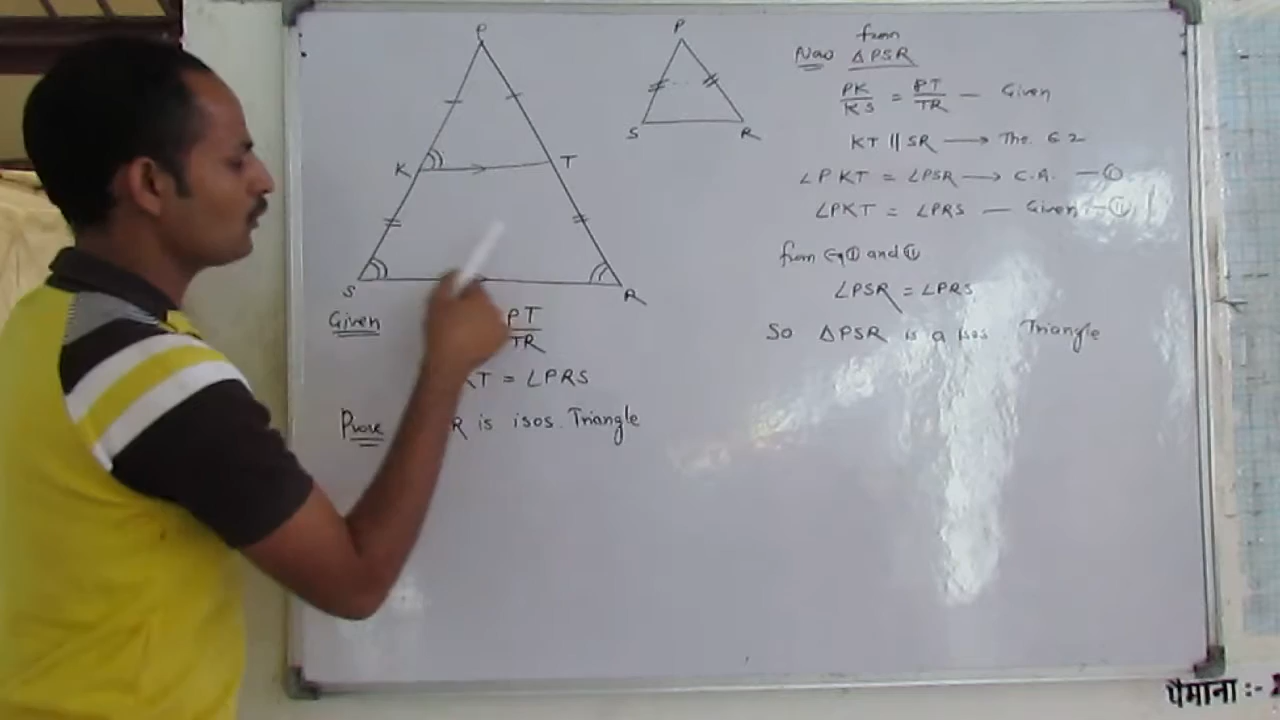 P
K
T
S
R
Given
PT
TR
KT = ∠PRS
Prove R is isos. Triangle
P
S
R
from
Now △PSR
PK/KS = PT/TR — Given
KT || SR ⟶ The. 6.2
∠PKT = ∠PSR ⟶ C.A. — ①
∠PKT = ∠PRS — Given — ⑪
from Eq ① and ⑪
∠PSR = ∠PRS
So △PSR is a isos Triangle
पैमाना :-